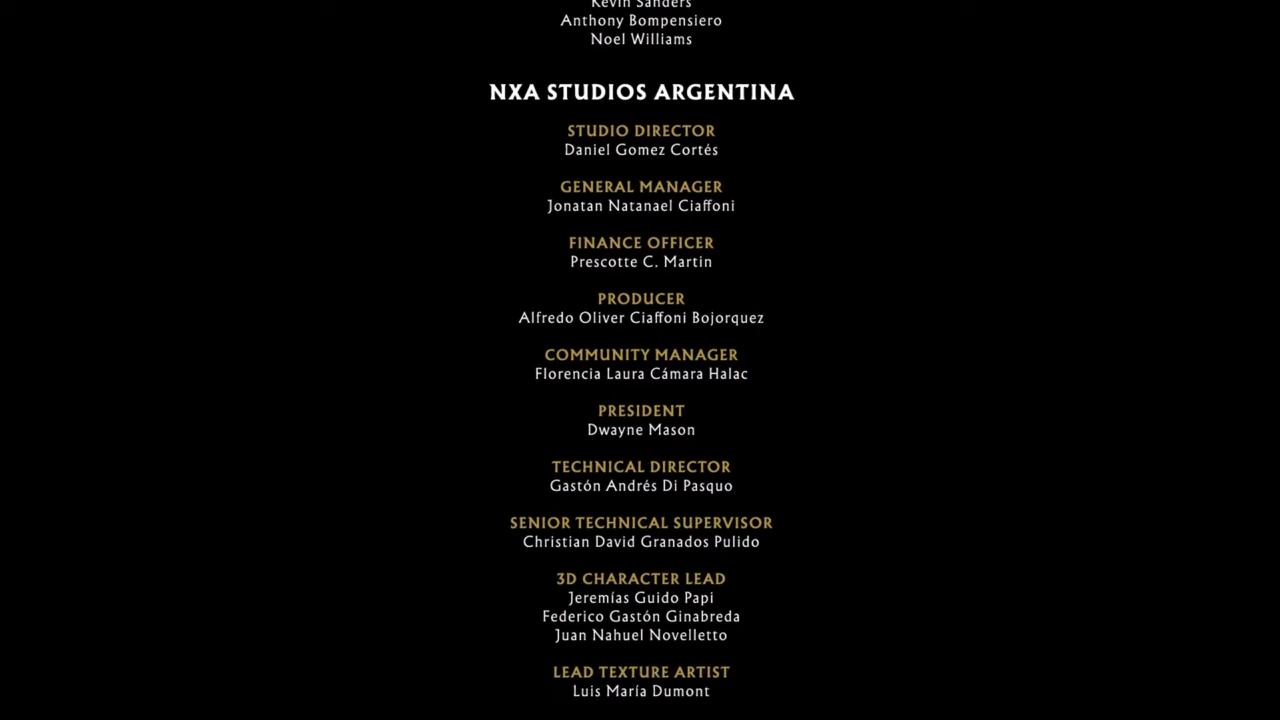 Kevin Sanders
Anthony Bompensiero
Noel Williams
NXA STUDIOS ARGENTINA
STUDIO DIRECTOR
Daniel Gomez Cortés
GENERAL MANAGER
Jonatan Natanael Ciaffoni
FINANCE OFFICER
Prescotte C. Martin
PRODUCER
Alfredo Oliver Ciaffoni Bojorquez
COMMUNITY MANAGER
Florencia Laura Cámara Halac
PRESIDENT
Dwayne Mason
TECHNICAL DIRECTOR
Gastón Andrés Di Pasquo
SENIOR TECHNICAL SUPERVISOR
Christian David Granados Pulido
3D CHARACTER LEAD
Jeremías Guido Papi
Federico Gastón Ginabreda
Juan Nahuel Novelletto
LEAD TEXTURE ARTIST
Luis María Dumont